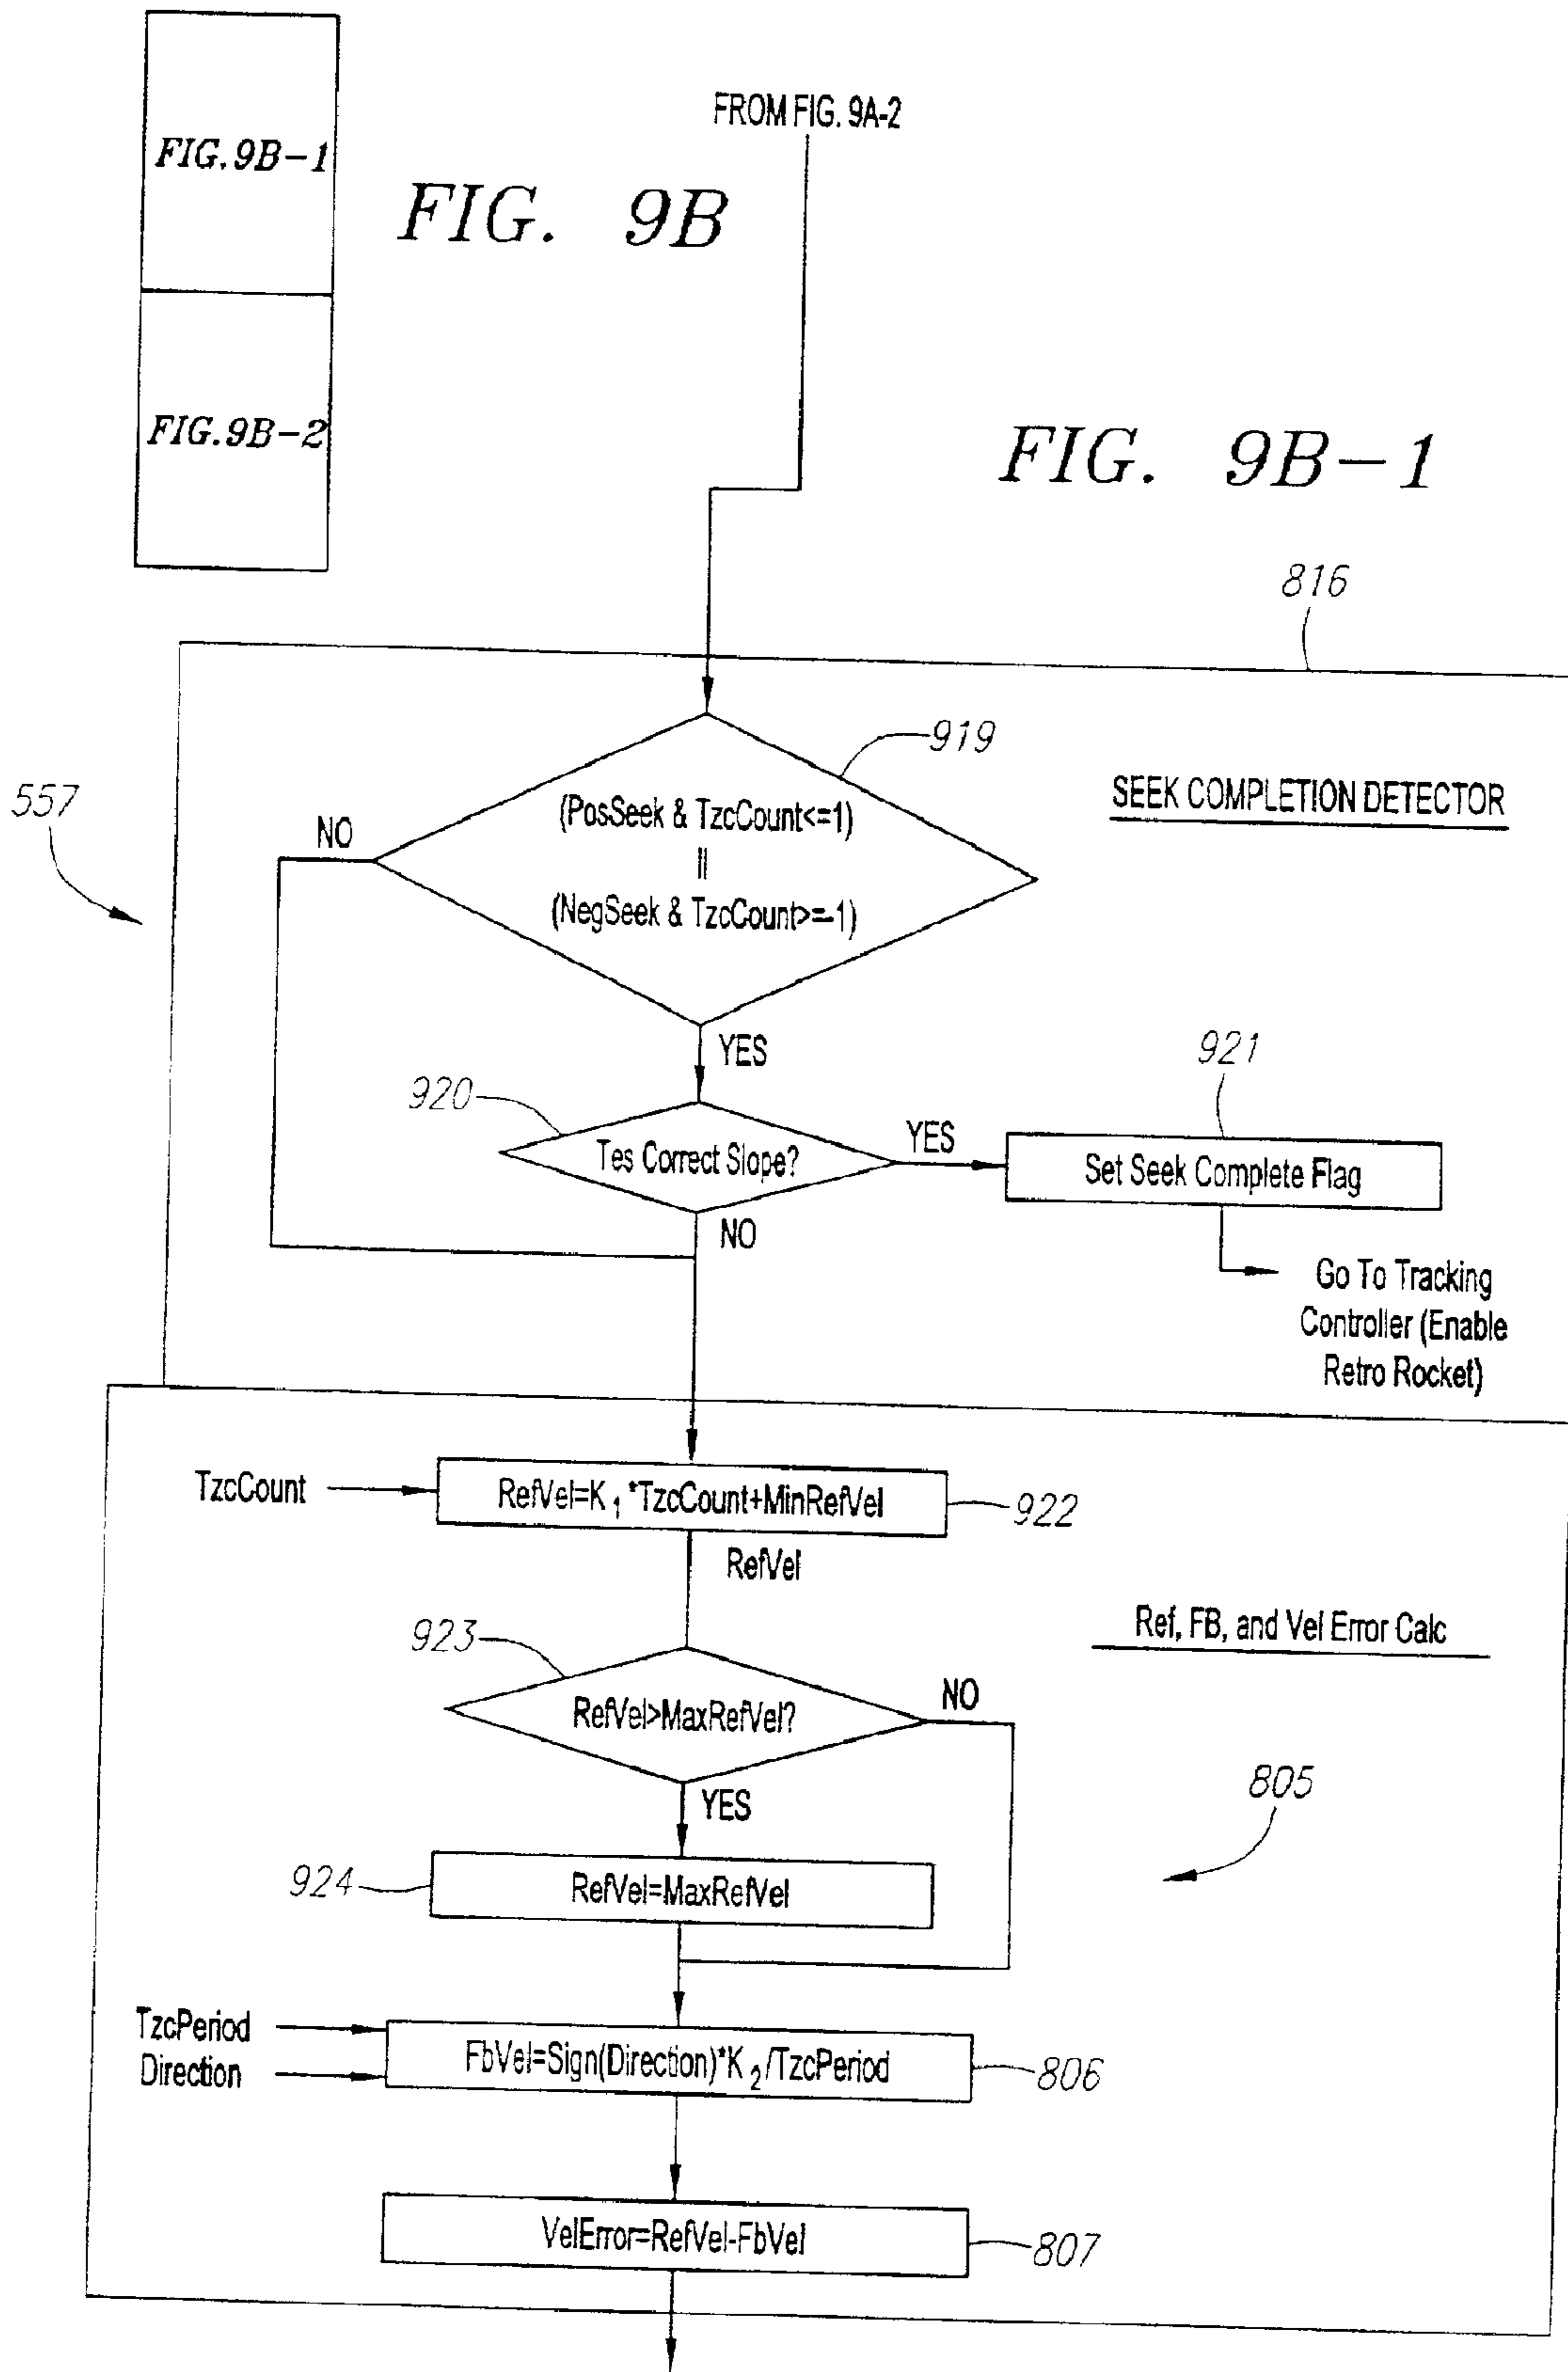 FIG.9B-1
FIG.9B-2
FIG. 9B
FROM FIG. 9A-2
FIG. 9B-1
816
557
919
SEEK COMPLETION DETECTOR
(PosSeek & TzcCount<=1)
||
(NegSeek & TzcCount>=-1)
NO
YES
920
Tes Correct Slope?
YES
921
Set Seek Complete Flag
NO
Go To Tracking
Controller (Enable
Retro Rocket)
TzcCount
RefVel=K1*TzcCount+MinRefVel
922
RefVel
Ref, FB, and Vel Error Calc
923
RefVel>MaxRefVel?
NO
YES
805
924
RefVel=MaxRefVel
TzcPeriod
Direction
FbVel=Sign(Direction)*K2/TzcPeriod
806
VelError=RefVel-FbVel
807